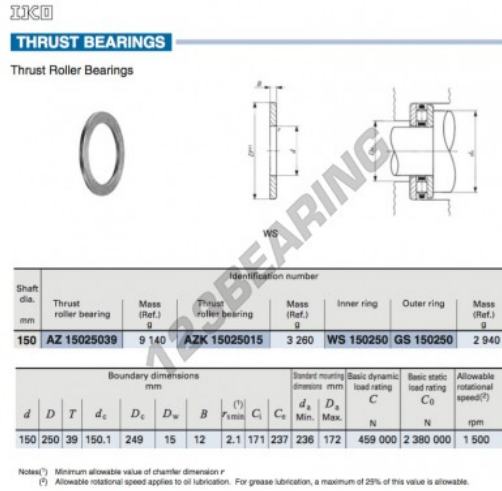 IKO
THRUST BEARINGS
Thrust Roller Bearings
B
r
D
d
Da
da
WS
123BEARING
Shaft dia. mm
Identification number
Thrust roller bearing
Mass (Ref.) g
Thrust roller bearing
Mass (Ref.) g
Inner ring
Outer ring
Mass (Ref.) g
150 AZ 15025039 9 140 AZK 15025015 3 260 WS 150250 GS 150250 2 940
Boundary dimensions mm
Standard mounting dimensions mm
Basic dynamic load rating C N
Basic static load rating C0 N
Allowable rotational speed(2) rpm
d D T dc Dc Dw B rs min(1) Ci Ce da Min. Da Max.
150 250 39 150.1 249 15 12 2.1 171 237 236 172 459 000 2 380 000 1 500
Notes(1) Minimum allowable value of chamfer dimension r
(2) Allowable rotational speed applies to oil lubrication. For grease lubrication, a maximum of 25% of this value is allowable.